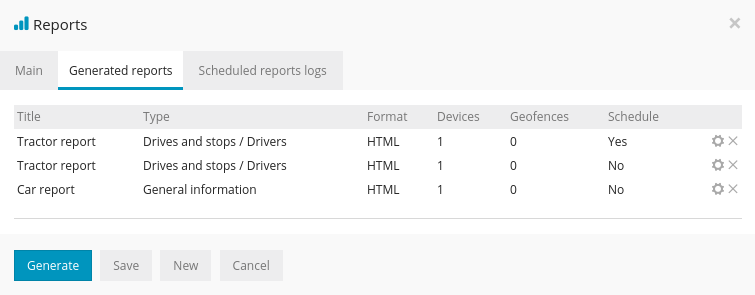 Reports
Main Generated reports Scheduled reports logs
Title Type Format Devices Geofences Schedule
Tractor report Drives and stops / Drivers HTML 1 0 Yes
Tractor report Drives and stops / Drivers HTML 1 0 No
Car report General information HTML 1 0 No
Generate Save New Cancel